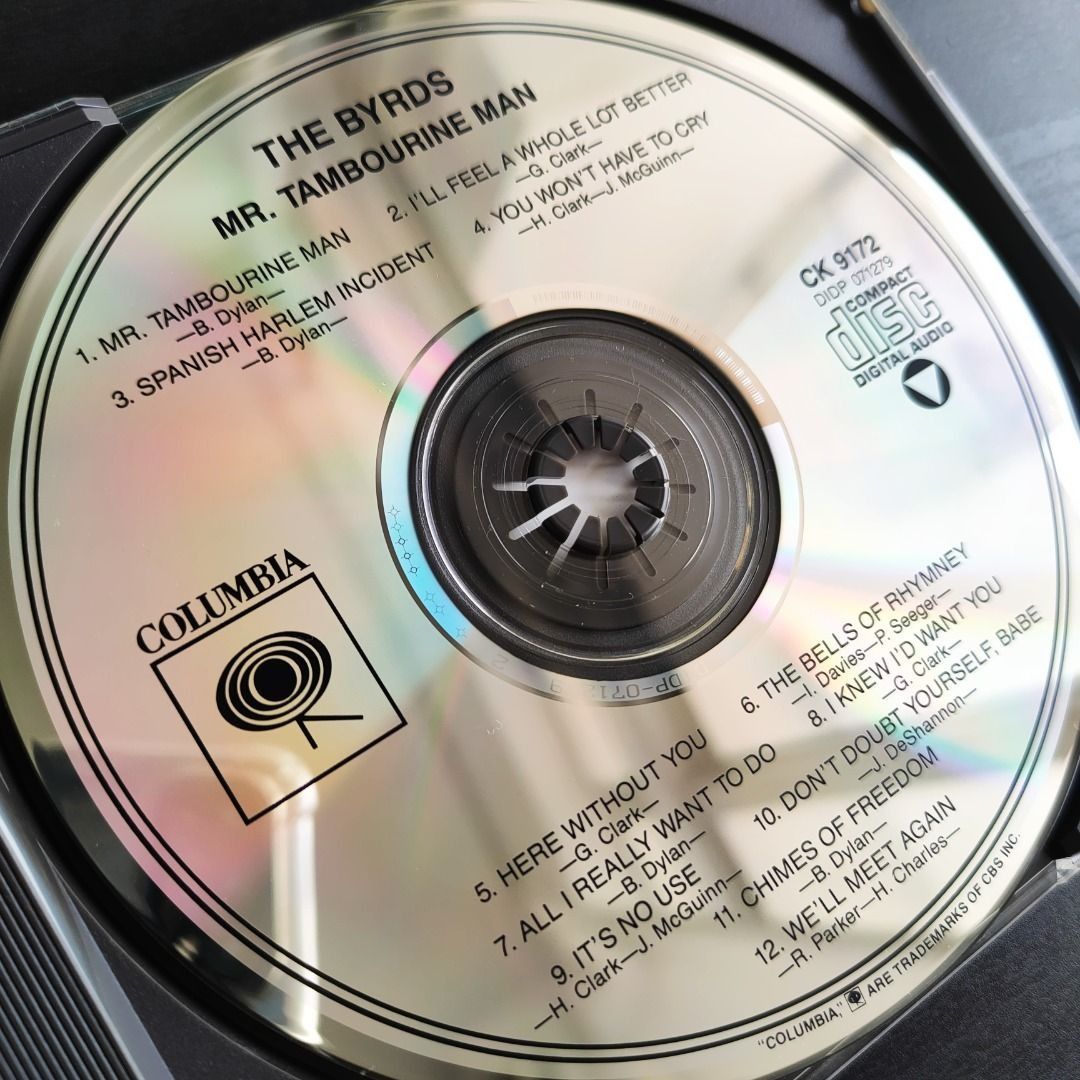 THE BYRDS
MR. TAMBOURINE MAN
1. MR. TAMBOURINE MAN
—B. Dylan—
2. I'LL FEEL A WHOLE LOT BETTER
—G. Clark—
3. SPANISH HARLEM INCIDENT
—B. Dylan—
4. YOU WON'T HAVE TO CRY
—H. Clark—J. McGuinn—
CK 9172
DIDP 071279
COMPACT
disc
DIGITAL AUDIO
COLUMBIA
5. HERE WITHOUT YOU
—G. Clark—
6. THE BELLS OF RHYMNEY
—I. Davies—P. Seeger—
7. ALL I REALLY WANT TO DO
—B. Dylan—
8. I KNEW I'D WANT YOU
—G. Clark—
9. IT'S NO USE
—H. Clark—J. McGuinn—
10. DON'T DOUBT YOURSELF, BABE
—J. DeShannon—
11. CHIMES OF FREEDOM
—B. Dylan—
12. WE'LL MEET AGAIN
—R. Parker—H. Charles—
"COLUMBIA," ARE TRADEMARKS OF CBS INC.